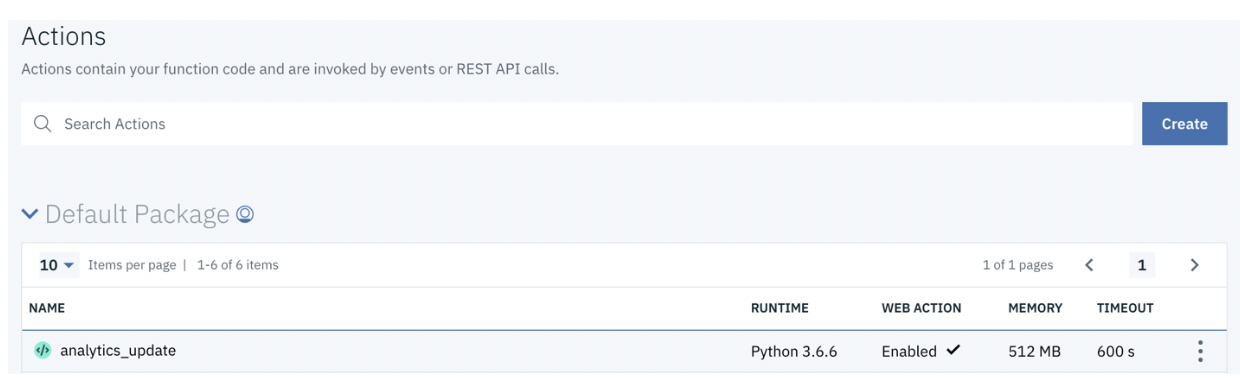 Actions
Actions contain your function code and are invoked by events or REST API calls.
Search Actions
Create
Default Package
10 Items per page | 1-6 of 6 items 1 of 1 pages 1
NAME RUNTIME WEB ACTION MEMORY TIMEOUT
analytics_update Python 3.6.6 Enabled 512 MB 600 s